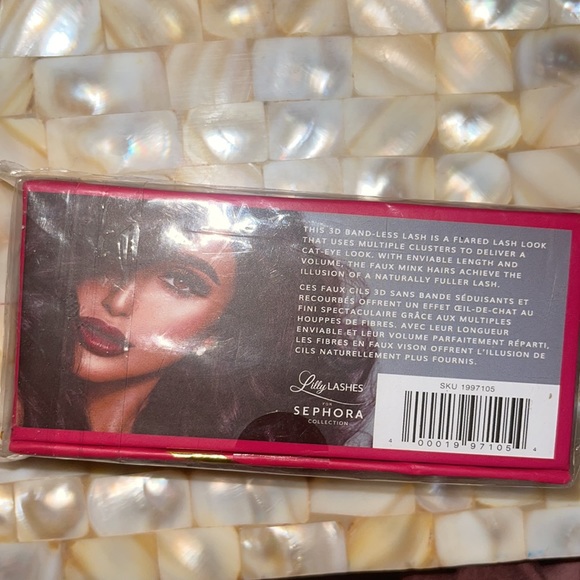 THIS 3D BAND-LESS LASH IS A FLARED LASH LOOK
THAT USES MULTIPLE CLUSTERS TO DELIVER A
CAT-EYE LOOK. WITH ENVIABLE LENGTH AND
VOLUME, THE FAUX MINK HAIRS ACHIEVE THE
ILLUSION OF A NATURALLY FULLER LASH.
CES FAUX CILS 3D SANS BANDE SÉDUISANTS ET
RECOURBÉS OFFRENT UN EFFET ŒIL-DE-CHAT AU
FINI SPECTACULAIRE GRÂCE AUX MULTIPLES
HOUPPES DE FIBRES. AVEC LEUR LONGUEUR
ENVIABLE ET LEUR VOLUME PARFAITEMENT RÉPARTI,
LES FIBRES EN FAUX VISON OFFRENT L'ILLUSION DE
CILS NATURELLEMENT PLUS FOURNIS.
Lilly LASHES
FOR
SEPHORA
COLLECTION
SKU 1997105
4 00019 97105 4